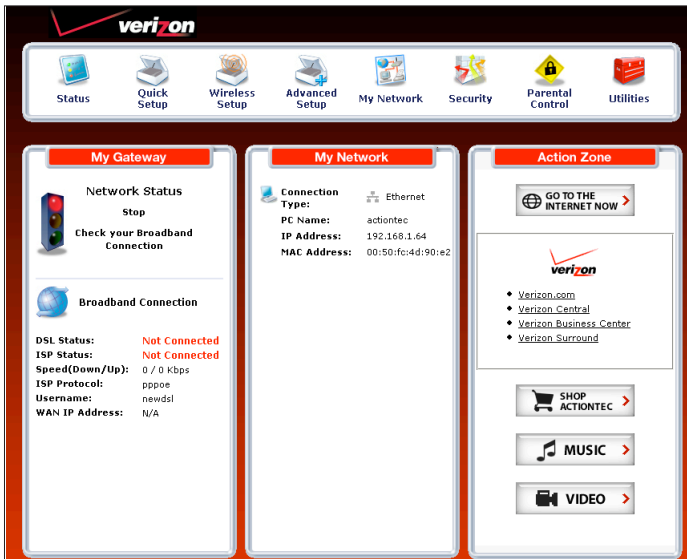 verizon
Status
Quick Setup
Wireless Setup
Advanced Setup
My Network
Security
Parental Control
Utilities
My Gateway
Network Status
Stop
Check your Broadband
Connection
Broadband Connection
DSL Status: Not Connected
ISP Status: Not Connected
Speed(Down/Up): 0 / 0 Kbps
ISP Protocol: pppoe
Username: newdsl
WAN IP Address: N/A
My Network
Connection Type: Ethernet
PC Name: actiontec
IP Address: 192.168.1.64
MAC Address: 00:50:fc:4d:90:e2
Action Zone
GO TO THE
INTERNET NOW
verizon
Verizon.com
Verizon Central
Verizon Business Center
Verizon Surround
SHOP
ACTIONTEC
MUSIC
VIDEO